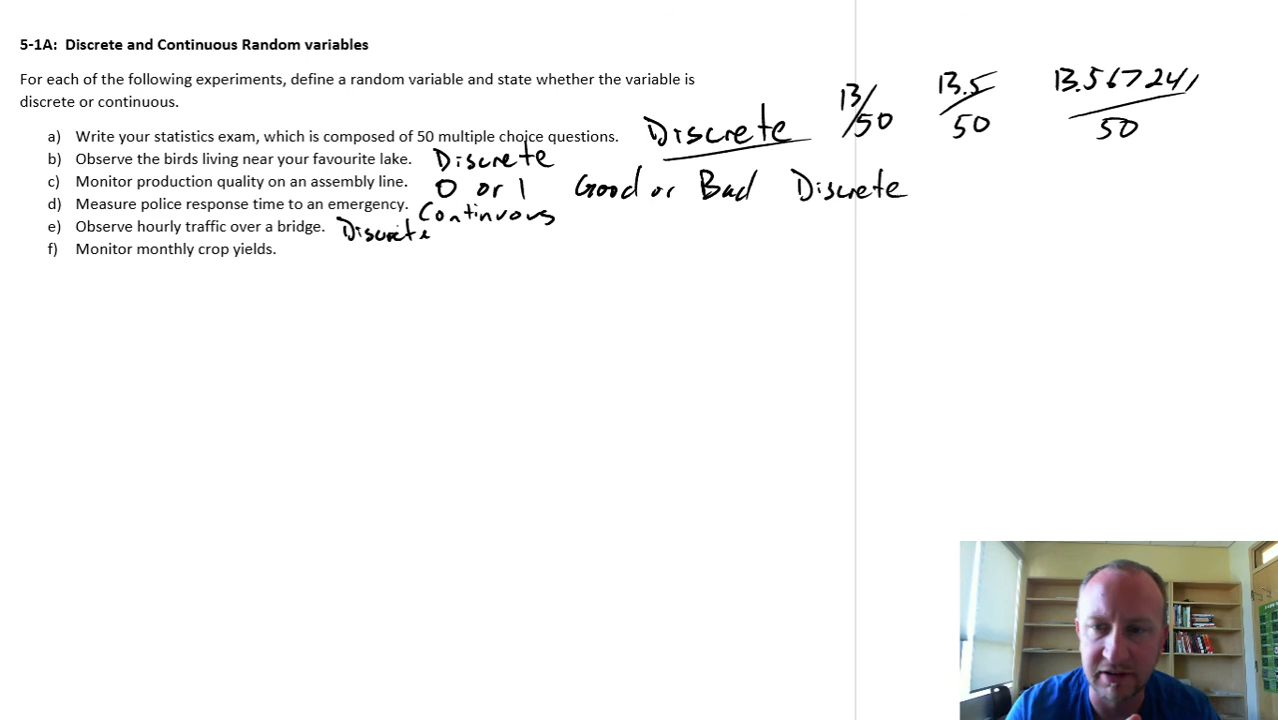 5-1A: Discrete and Continuous Random variables
For each of the following experiments, define a random variable and state whether the variable is
discrete or continuous.
a) Write your statistics exam, which is composed of 50 multiple choice questions. Discrete 13/50 13.5/50 13.567241/50
b) Observe the birds living near your favourite lake. Discrete
c) Monitor production quality on an assembly line. 0 or 1 Good or Bad Discrete
d) Measure police response time to an emergency. Continuous
e) Observe hourly traffic over a bridge. Discrete
f) Monitor monthly crop yields.